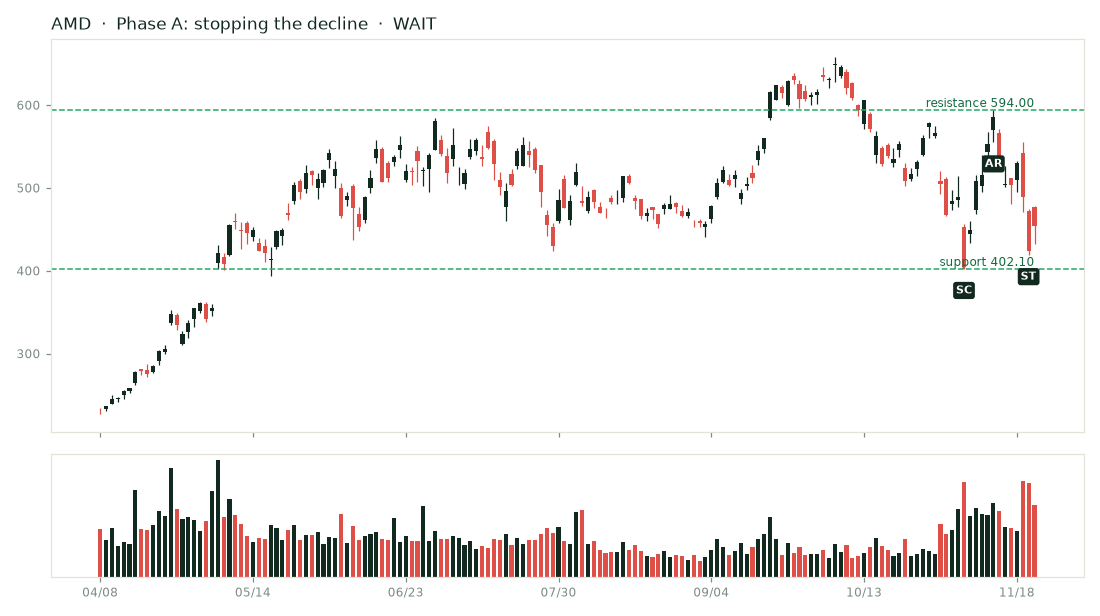 AMD · Phase A: stopping the decline · WAIT
600
500
400
300
resistance 594.00
AR
support 402.10
SC
ST
04/08
05/14
06/23
07/30
09/04
10/13
11/18